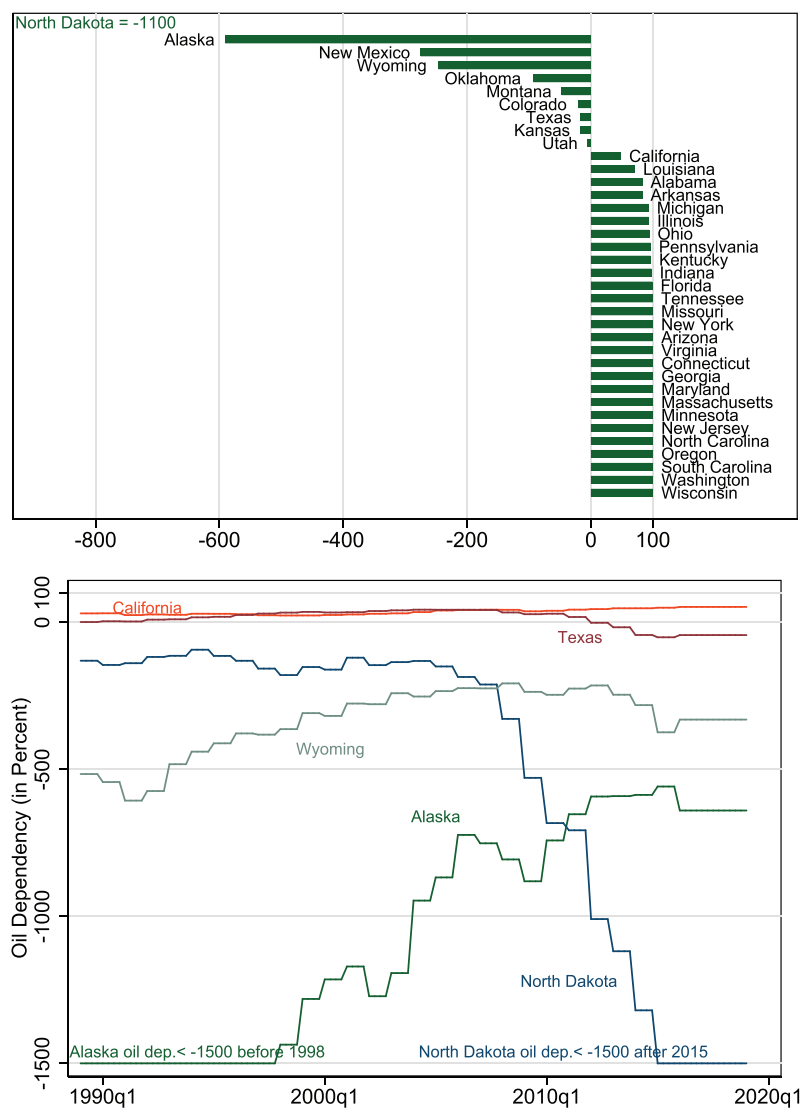 North Dakota = -1100
Alaska
New Mexico
Wyoming
Oklahoma
Montana
Colorado
Texas
Kansas
Utah
California
Louisiana
Alabama
Arkansas
Michigan
Illinois
Ohio
Pennsylvania
Kentucky
Indiana
Florida
Tennessee
Missouri
New York
Arizona
Virginia
Connecticut
Georgia
Maryland
Massachusetts
Minnesota
New Jersey
North Carolina
Oregon
South Carolina
Washington
Wisconsin
-800 -600 -400 -200 0 100
Oil Dependency (in Percent)
100
0
-500
-1000
-1500
California
Texas
Wyoming
Alaska
North Dakota
Alaska oil dep.< -1500 before 1998
North Dakota oil dep.< -1500 after 2015
1990q1 2000q1 2010q1 2020q1